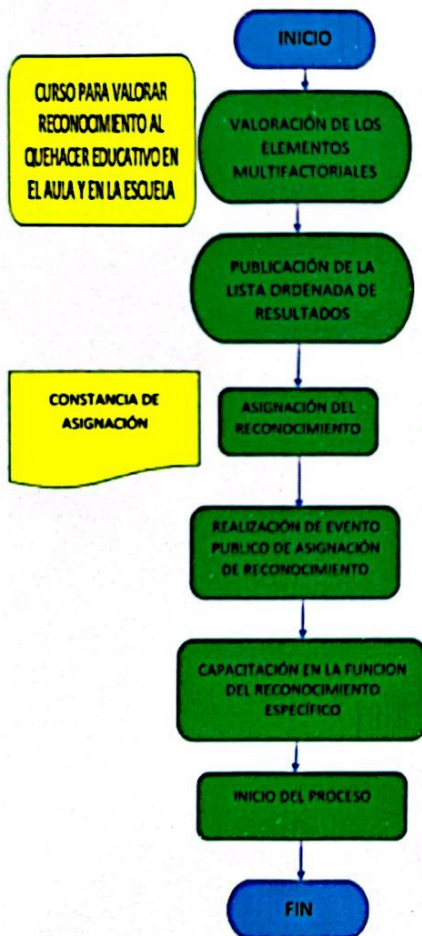 INICIO
CURSO PARA VALORAR
RECONOCIMIENTO AL
QUEHACER EDUCATIVO EN
EL AULA Y EN LA ESCUELA
VALORACIÓN DE LOS
ELEMENTOS
MULTIFACTORIALES
PUBLICACIÓN DE LA
LISTA ORDENADA DE
RESULTADOS
CONSTANCIA DE
ASIGNACIÓN
ASIGNACIÓN DEL
RECONOCIMIENTO
REALIZACIÓN DE EVENTO
PUBLICO DE ASIGNACIÓN
DE RECONOCIMIENTO
CAPACITACIÓN EN LA FUNCION
DEL RECONOCIMIENTO
ESPECÍFICO
INICIO DEL PROCESO
FIN